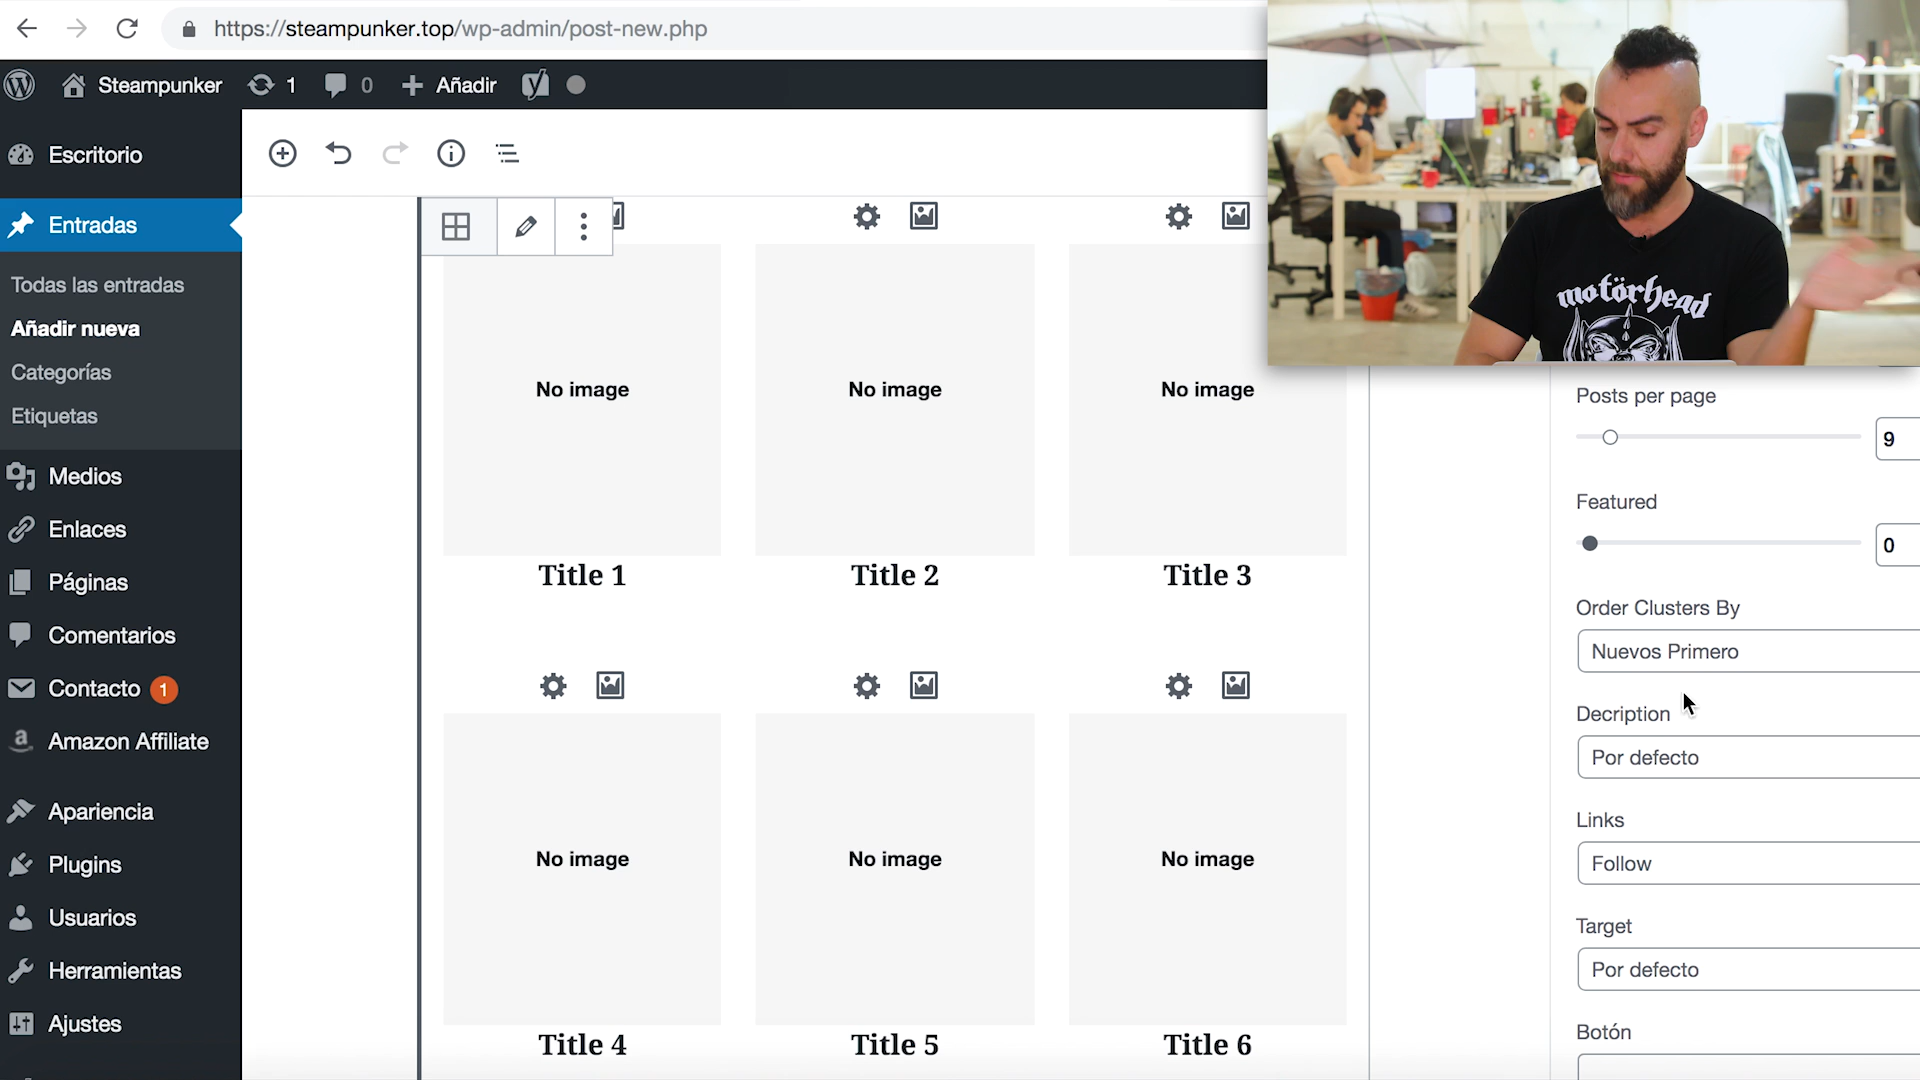 https://steampunker.top/wp-admin/post-new.php
Steampunker
1
0
Añadir
Escritorio
Entradas
Todas las entradas
Añadir nueva
Categorías
Etiquetas
Medios
Enlaces
Páginas
Comentarios
Contacto 1
Amazon Affiliate
Apariencia
Plugins
Usuarios
Herramientas
Ajustes
No image
No image
No image
Title 1
Title 2
Title 3
No image
No image
No image
Title 4
Title 5
Title 6
motörhead
Posts per page
9
Featured
0
Order Clusters By
Nuevos Primero
Decription
Por defecto
Links
Follow
Target
Por defecto
Botón